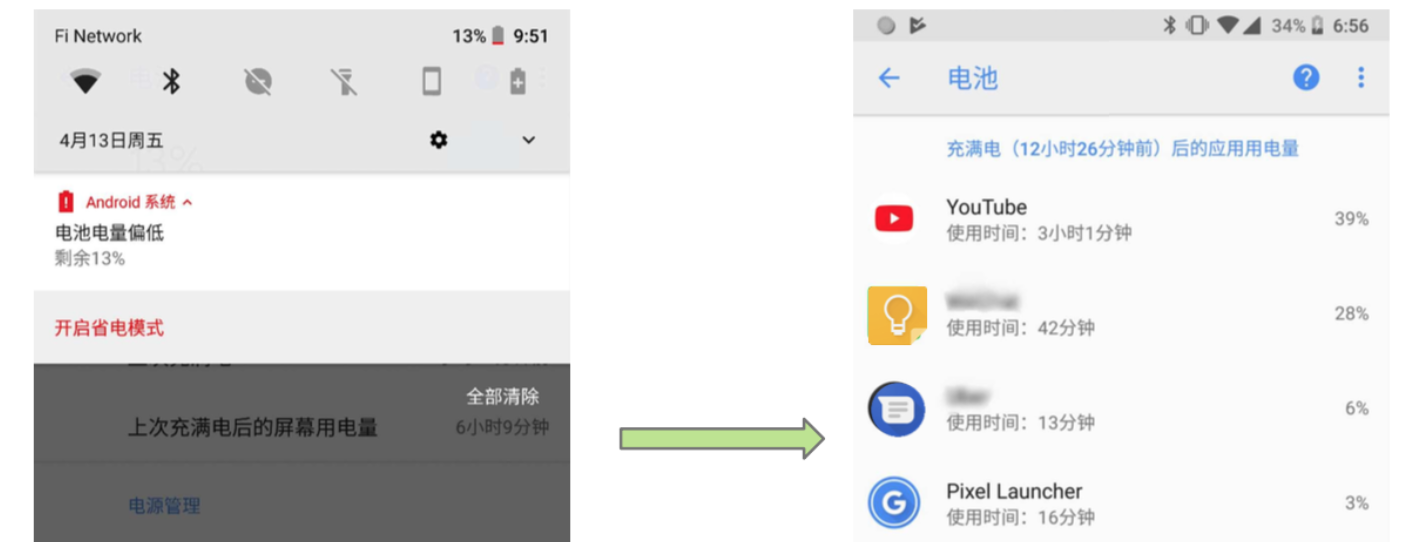 Fi Network
13% 9:51
4月13日周五
Android 系统
电池电量偏低
剩余13%
开启省电模式
全部清除
上次充满电后的屏幕用电量
6小时9分钟
电源管理
34% 6:56
电池
?
充满电（12小时26分钟前）后的应用用电量
YouTube
39%
使用时间：3小时1分钟
28%
使用时间：42分钟
6%
使用时间：13分钟
G
Pixel Launcher
3%
使用时间：16分钟